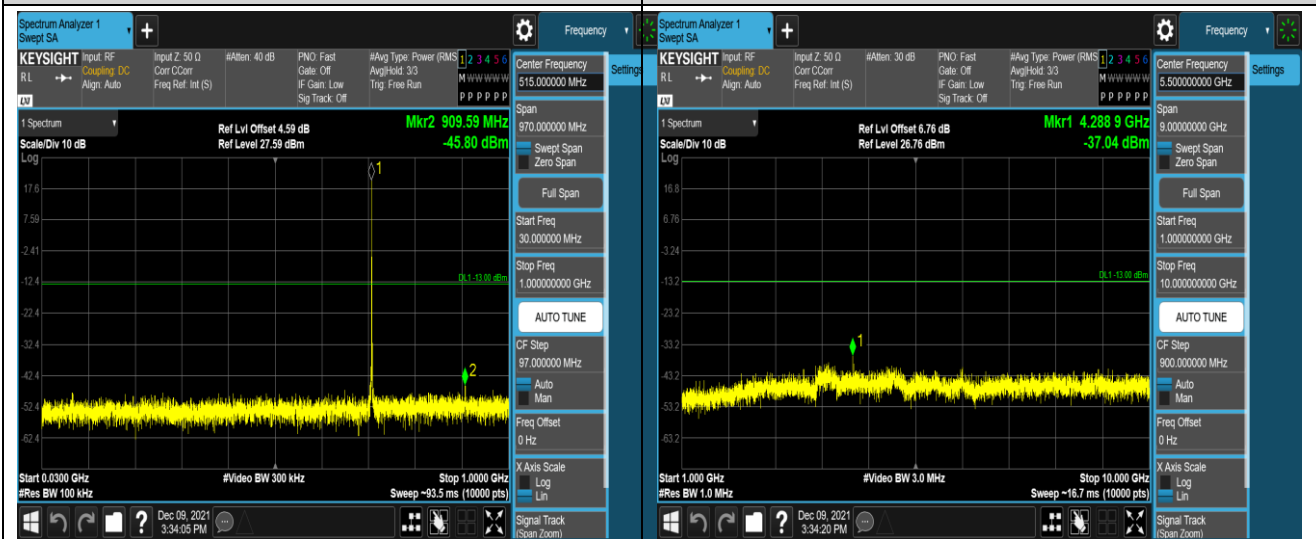 Spectrum Analyzer 1
Swept SA
+
Frequency
KEYSIGHT
RL
LXI
Input: RF
Coupling: DC
Align: Auto
Input Z: 50 Ω
Corr CCorr
Freq Ref: Int (S)
#Atten: 40 dB
PNO: Fast
Gate: Off
IF Gain: Low
Sig Track: Off
#Avg Type: Power (RMS
Avg|Hold: 3/3
Trig: Free Run
1 2 3 4 5 6
M W W W W W
P P P P P P
1 Spectrum
Scale/Div 10 dB
Log
Ref Lvl Offset 4.59 dB
Ref Level 27.59 dBm
Mkr2 909.59 MHz
-45.80 dBm
1
17.6
7.59
-2.41
-12.4
DL1 -13.00 dBm
-22.4
-32.4
-42.4
2
-52.4
-62.4
Start 0.0300 GHz
#Res BW 100 kHz
#Video BW 300 kHz
Stop 1.0000 GHz
Sweep ~93.5 ms (10000 pts)
?
Dec 09, 2021
3:34:05 PM
Center Frequency
515.000000 MHz
Settings
Span
970.000000 MHz
Swept Span
Zero Span
Full Span
Start Freq
30.000000 MHz
Stop Freq
1.000000000 GHz
AUTO TUNE
CF Step
97.000000 MHz
Auto
Man
Freq Offset
0 Hz
X Axis Scale
Log
Lin
Signal Track
(Span Zoom)
Spectrum Analyzer 1
Swept SA
+
Frequency
KEYSIGHT
RL
LXI
Input: RF
Coupling: DC
Align: Auto
Input Z: 50 Ω
Corr CCorr
Freq Ref: Int (S)
#Atten: 30 dB
PNO: Fast
Gate: Off
IF Gain: Low
Sig Track: Off
#Avg Type: Power (RMS
Avg|Hold: 3/3
Trig: Free Run
1 2 3 4 5 6
M W W W W W
P P P P P P
1 Spectrum
Scale/Div 10 dB
Log
Ref Lvl Offset 6.76 dB
Ref Level 26.76 dBm
Mkr1 4.288 9 GHz
-37.04 dBm
16.8
6.76
-3.24
-13.2
DL1 -13.00 dBm
-23.2
-33.2
1
-43.2
-53.2
-63.2
Start 1.000 GHz
#Res BW 1.0 MHz
#Video BW 3.0 MHz
Stop 10.000 GHz
Sweep ~16.7 ms (10000 pts)
?
Dec 09, 2021
3:34:20 PM
Center Frequency
5.500000000 GHz
Settings
Span
9.00000000 GHz
Swept Span
Zero Span
Full Span
Start Freq
1.000000000 GHz
Stop Freq
10.000000000 GHz
AUTO TUNE
CF Step
900.000000 MHz
Auto
Man
Freq Offset
0 Hz
X Axis Scale
Log
Lin
Signal Track
(Span Zoom)